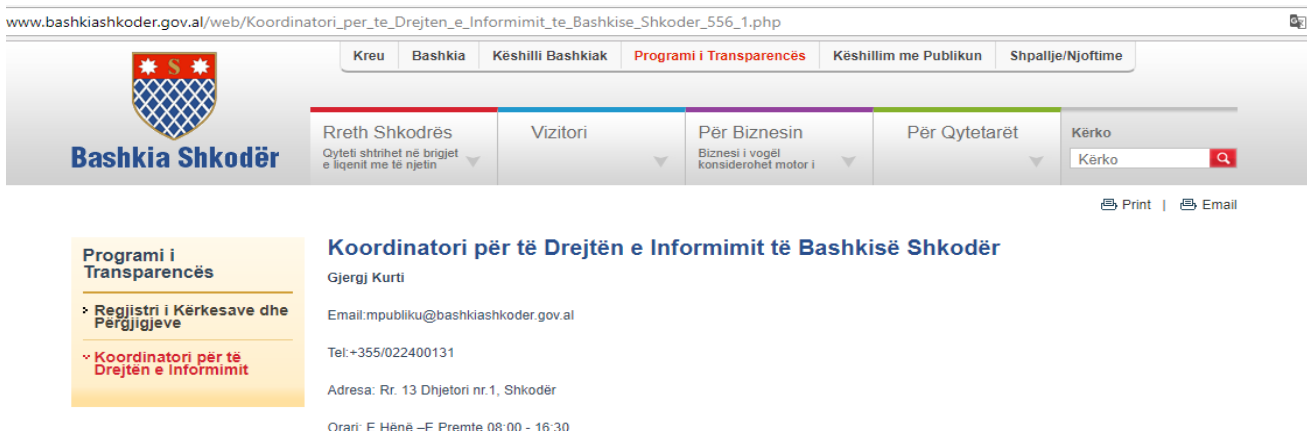 www.bashkiashkoder.gov.al/web/Koordinatori_per_te_Drejten_e_Informimit_te_Bashkise_Shkoder_556_1.php
Kreu Bashkia Këshilli Bashkiak Programi i Transparencës Këshillim me Publikun Shpallje/Njoftime
S
Bashkia Shkodër
Rreth Shkodrës
Qyteti shtrihet në brigjet
e liqenit me të njetin
Vizitori
Për Biznesin
Biznesi i vogël
konsiderohet motor i
Për Qytetarët
Kërko
Kërko
Print | Email
Programi i
Transparencës
Regjistri i Kërkesave dhe
Përgjigjeve
Koordinatori për të
Drejtën e Informimit
Koordinatori për të Drejtën e Informimit të Bashkisë Shkodër
Gjergj Kurti
Email:mpubliku@bashkiashkoder.gov.al
Tel:+355/022400131
Adresa: Rr. 13 Dhjetori nr.1, Shkodër
Orari: E Hënë –E Premte 08:00 - 16:30